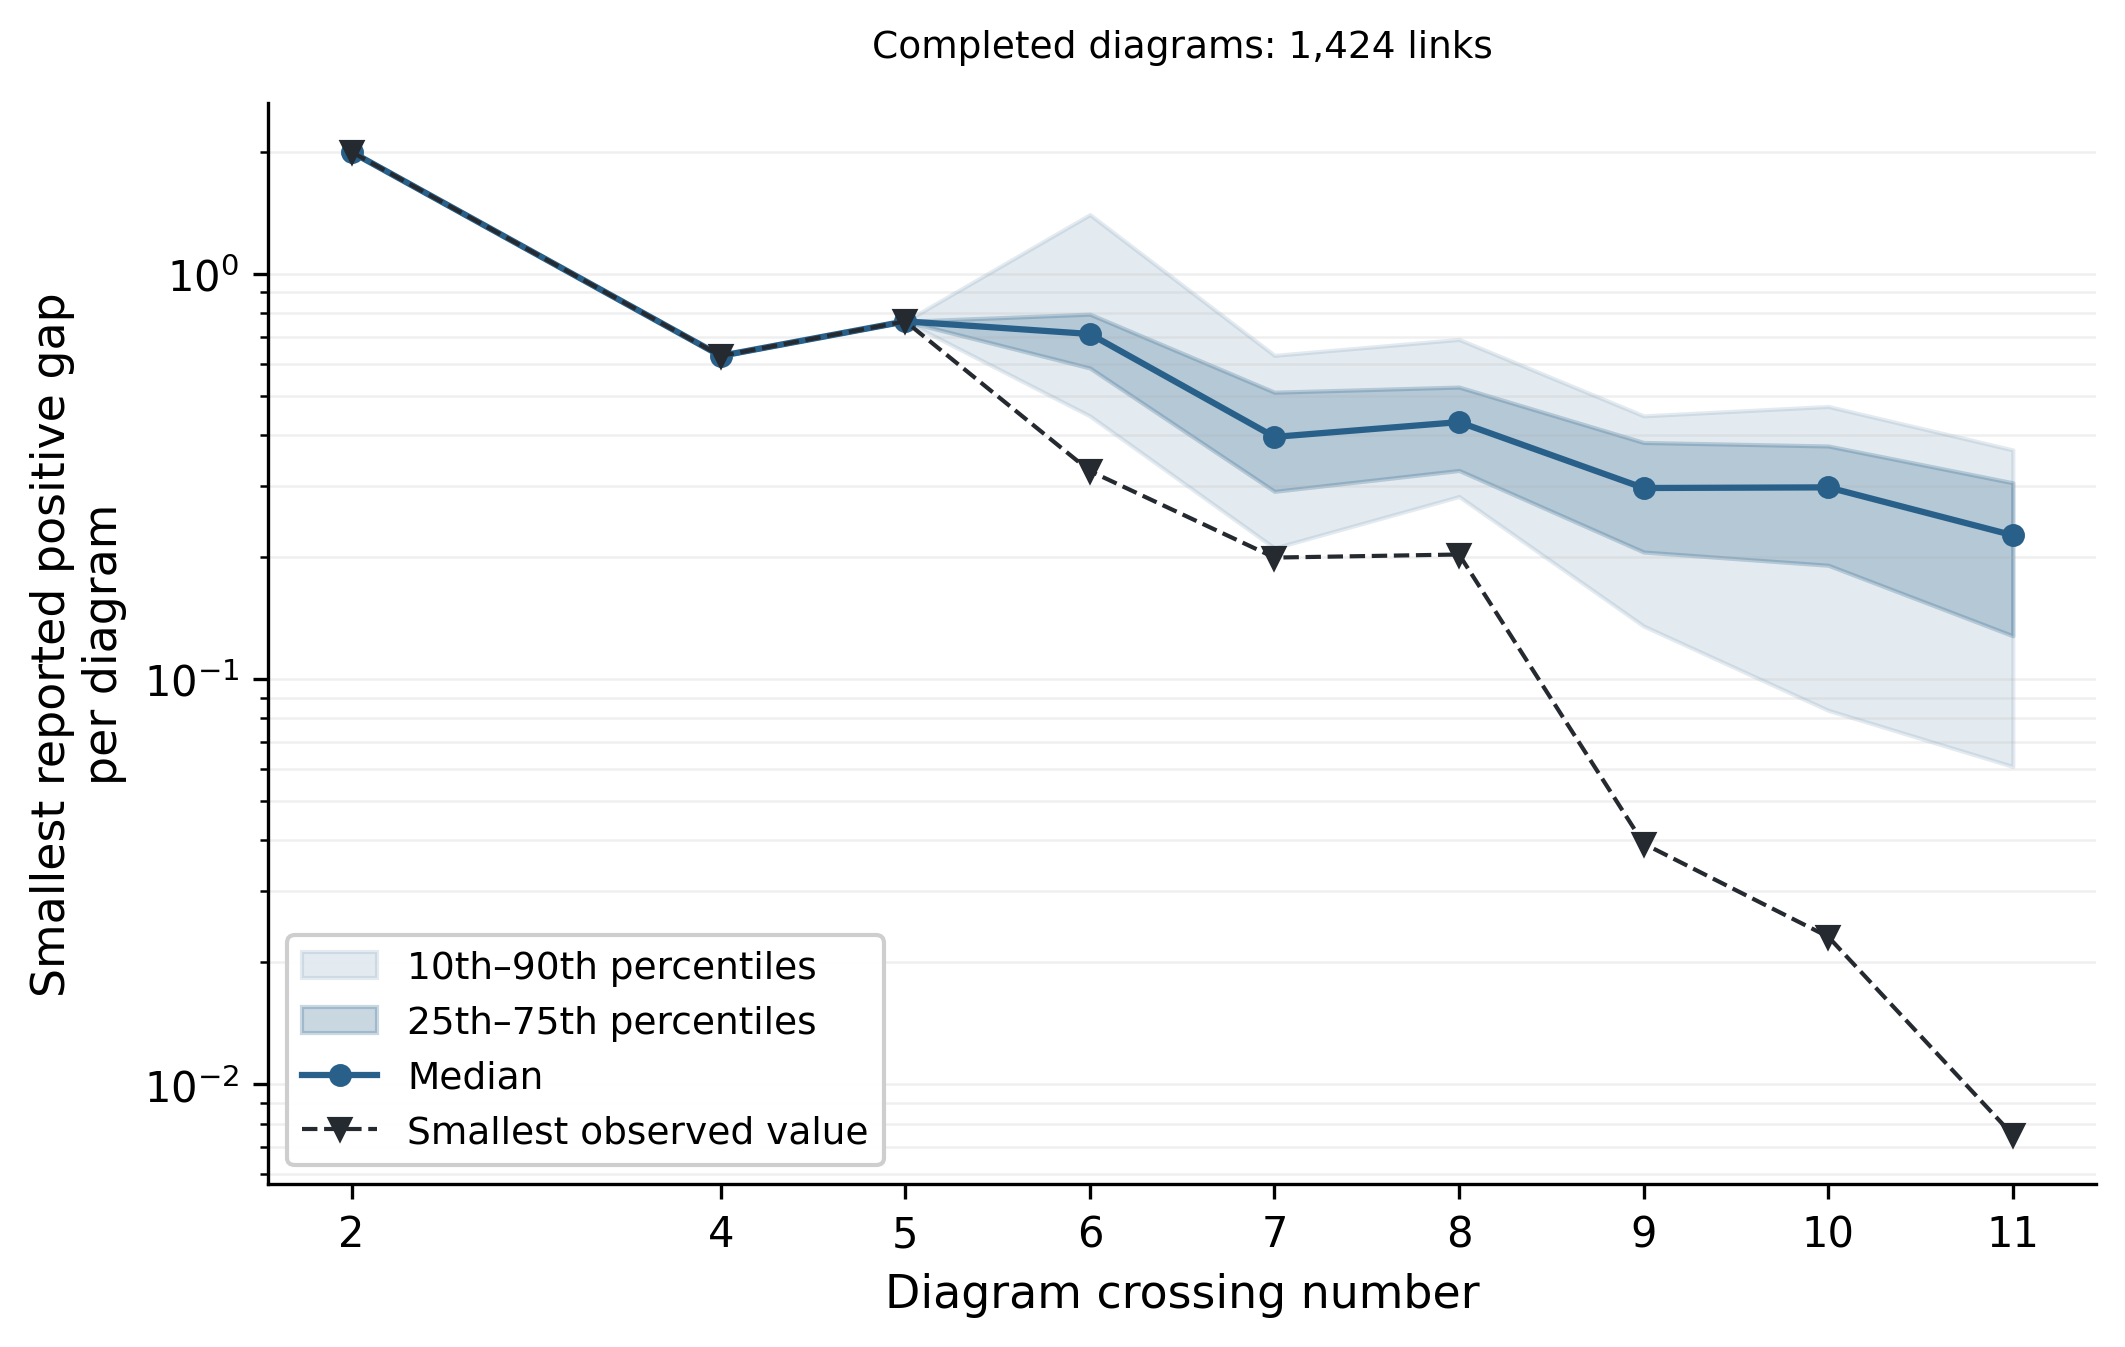 Completed diagrams: 1,424 links
Smallest reported positive gap
per diagram
10⁰
10⁻¹
10⁻²
10th–90th percentiles
25th–75th percentiles
Median
Smallest observed value
2 4 5 6 7 8 9 10 11
Diagram crossing number